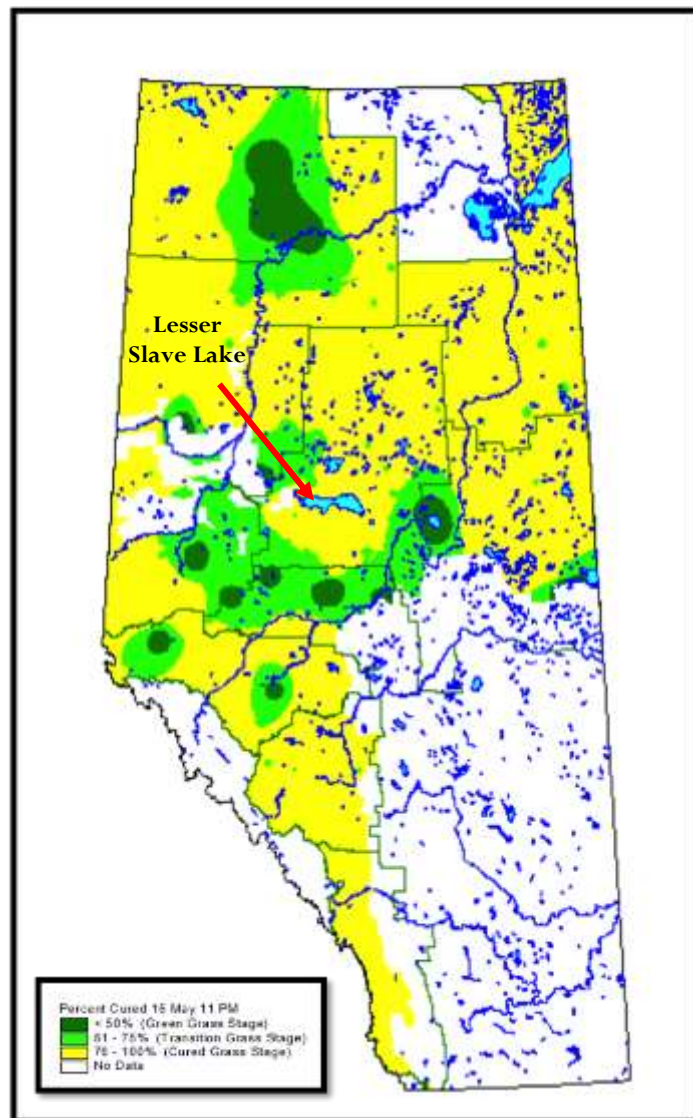 Lesser
Slave Lake
Percent Cured 15 May 11 PM
< 50% (Green Grass Stage)
51 - 75% (Transition Grass Stage)
76 - 100% (Cured Grass Stage)
No Data